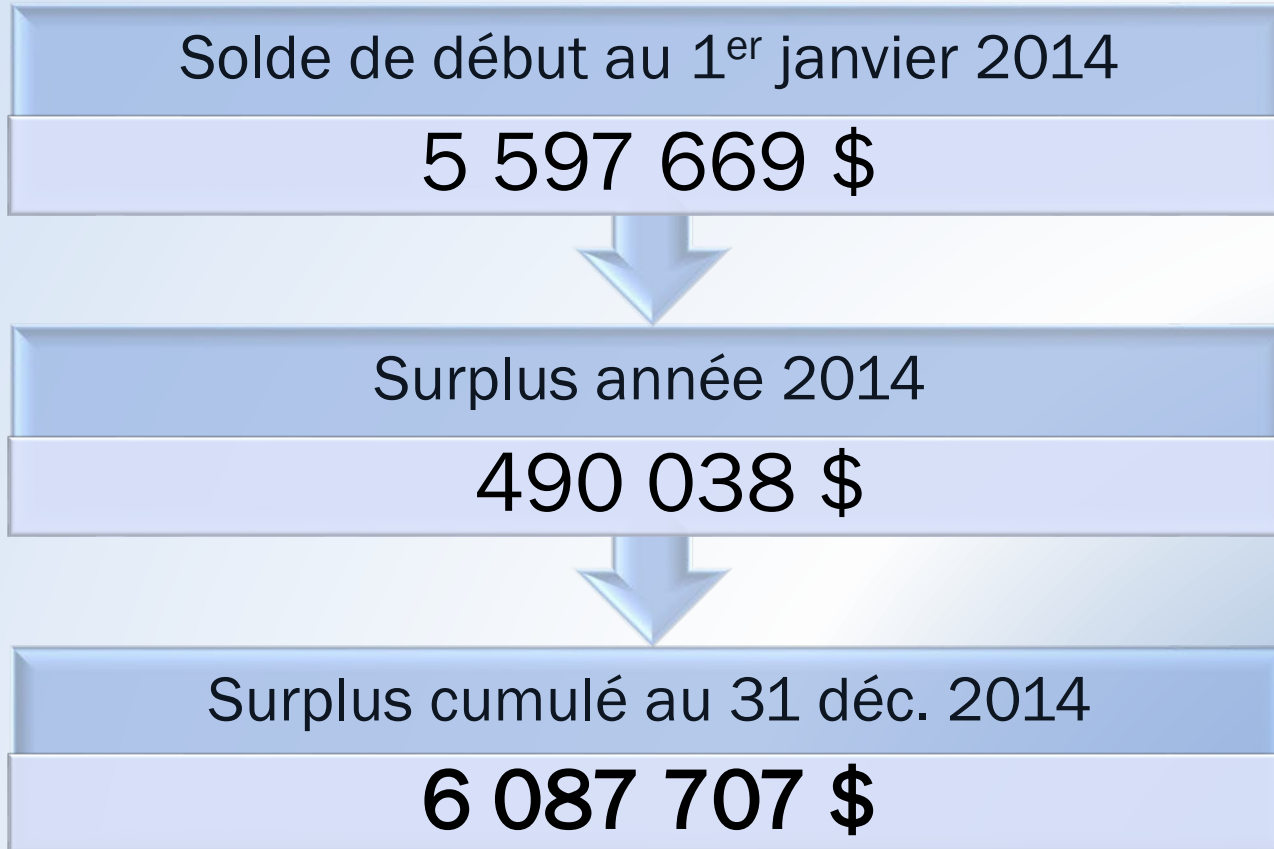 Solde de début au 1er janvier 2014
5 597 669 $
Surplus année 2014
490 038 $
Surplus cumulé au 31 déc. 2014
6 087 707 $